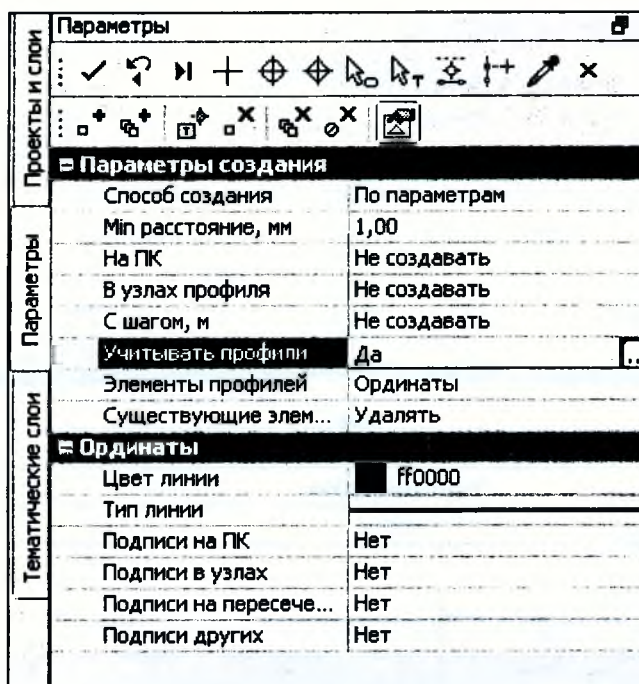 Параметры
Проекты и слои
Параметры
Тематические слои
Параметры создания
Способ создания По параметрам
Min расстояние, мм 1,00
На ПК Не создавать
В узлах профиля Не создавать
С шагом, м Не создавать
Учитывать профили Да ...
Элементы профилей Ординаты
Существующие элем... Удалять
Ординаты
Цвет линии ff0000
Тип линии
Подписи на ПК Нет
Подписи в узлах Нет
Подписи на пересече... Нет
Подписи других Нет